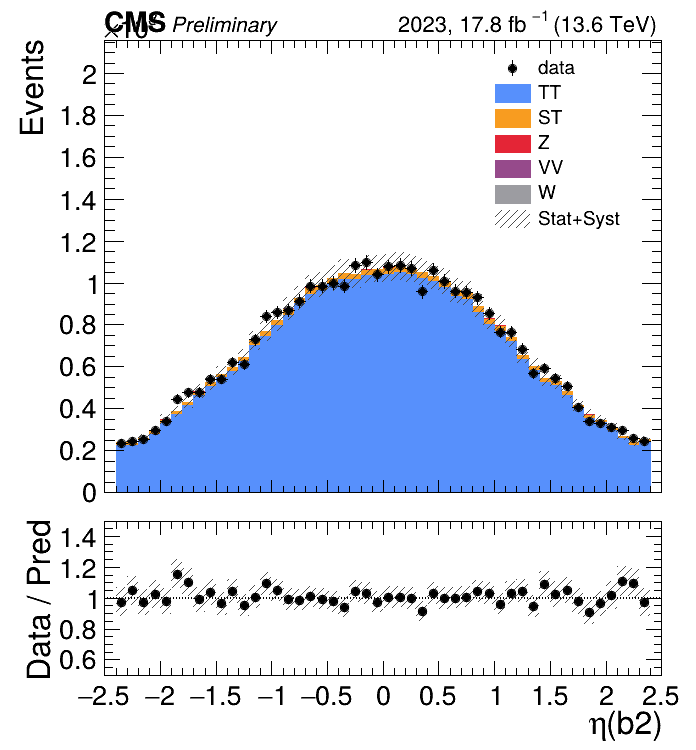 CMS Preliminary 2023, 17.8 fb⁻¹ (13.6 TeV)
Events
2
1.8
1.6
1.4
1.2
1
0.8
0.6
0.4
0.2
0
data
TT
ST
Z
VV
W
Stat+Syst
Data / Pred
1.4
1.2
1
0.8
0.6
−2.5 −2 −1.5 −1 −0.5 0 0.5 1 1.5 2 2.5
η(b2)